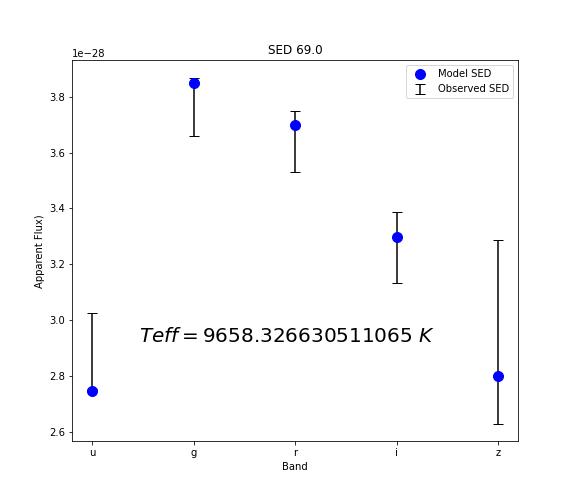 SED 69.0
1e−28
Model SED
Observed SED
3.8
3.6
3.4
3.2
3.0
2.8
2.6
Apparent Flux)
Teff = 9658.326630511065 K
u g r i z
Band